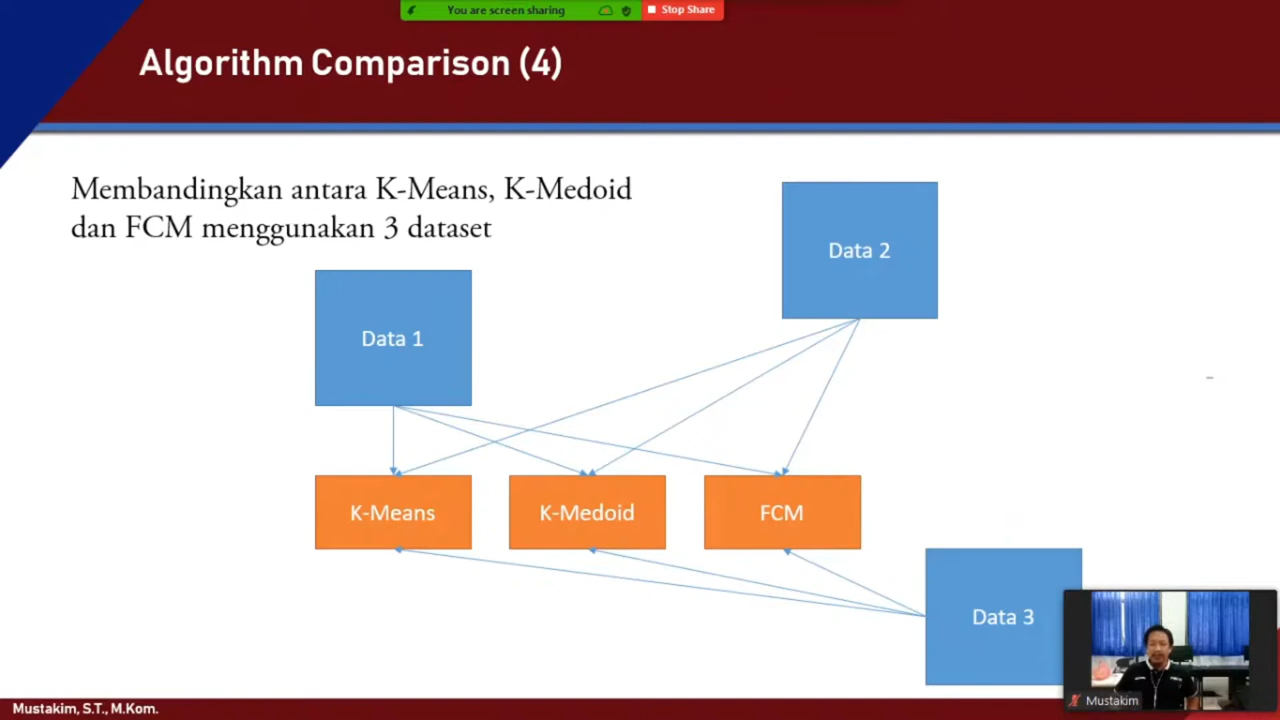 You are screen sharing
Stop Share
Algorithm Comparison (4)
Membandingkan antara K-Means, K-Medoid
dan FCM menggunakan 3 dataset
Data 2
Data 1
K-Means
K-Medoid
FCM
Data 3
Mustakim
Mustakim, S.T., M.Kom.